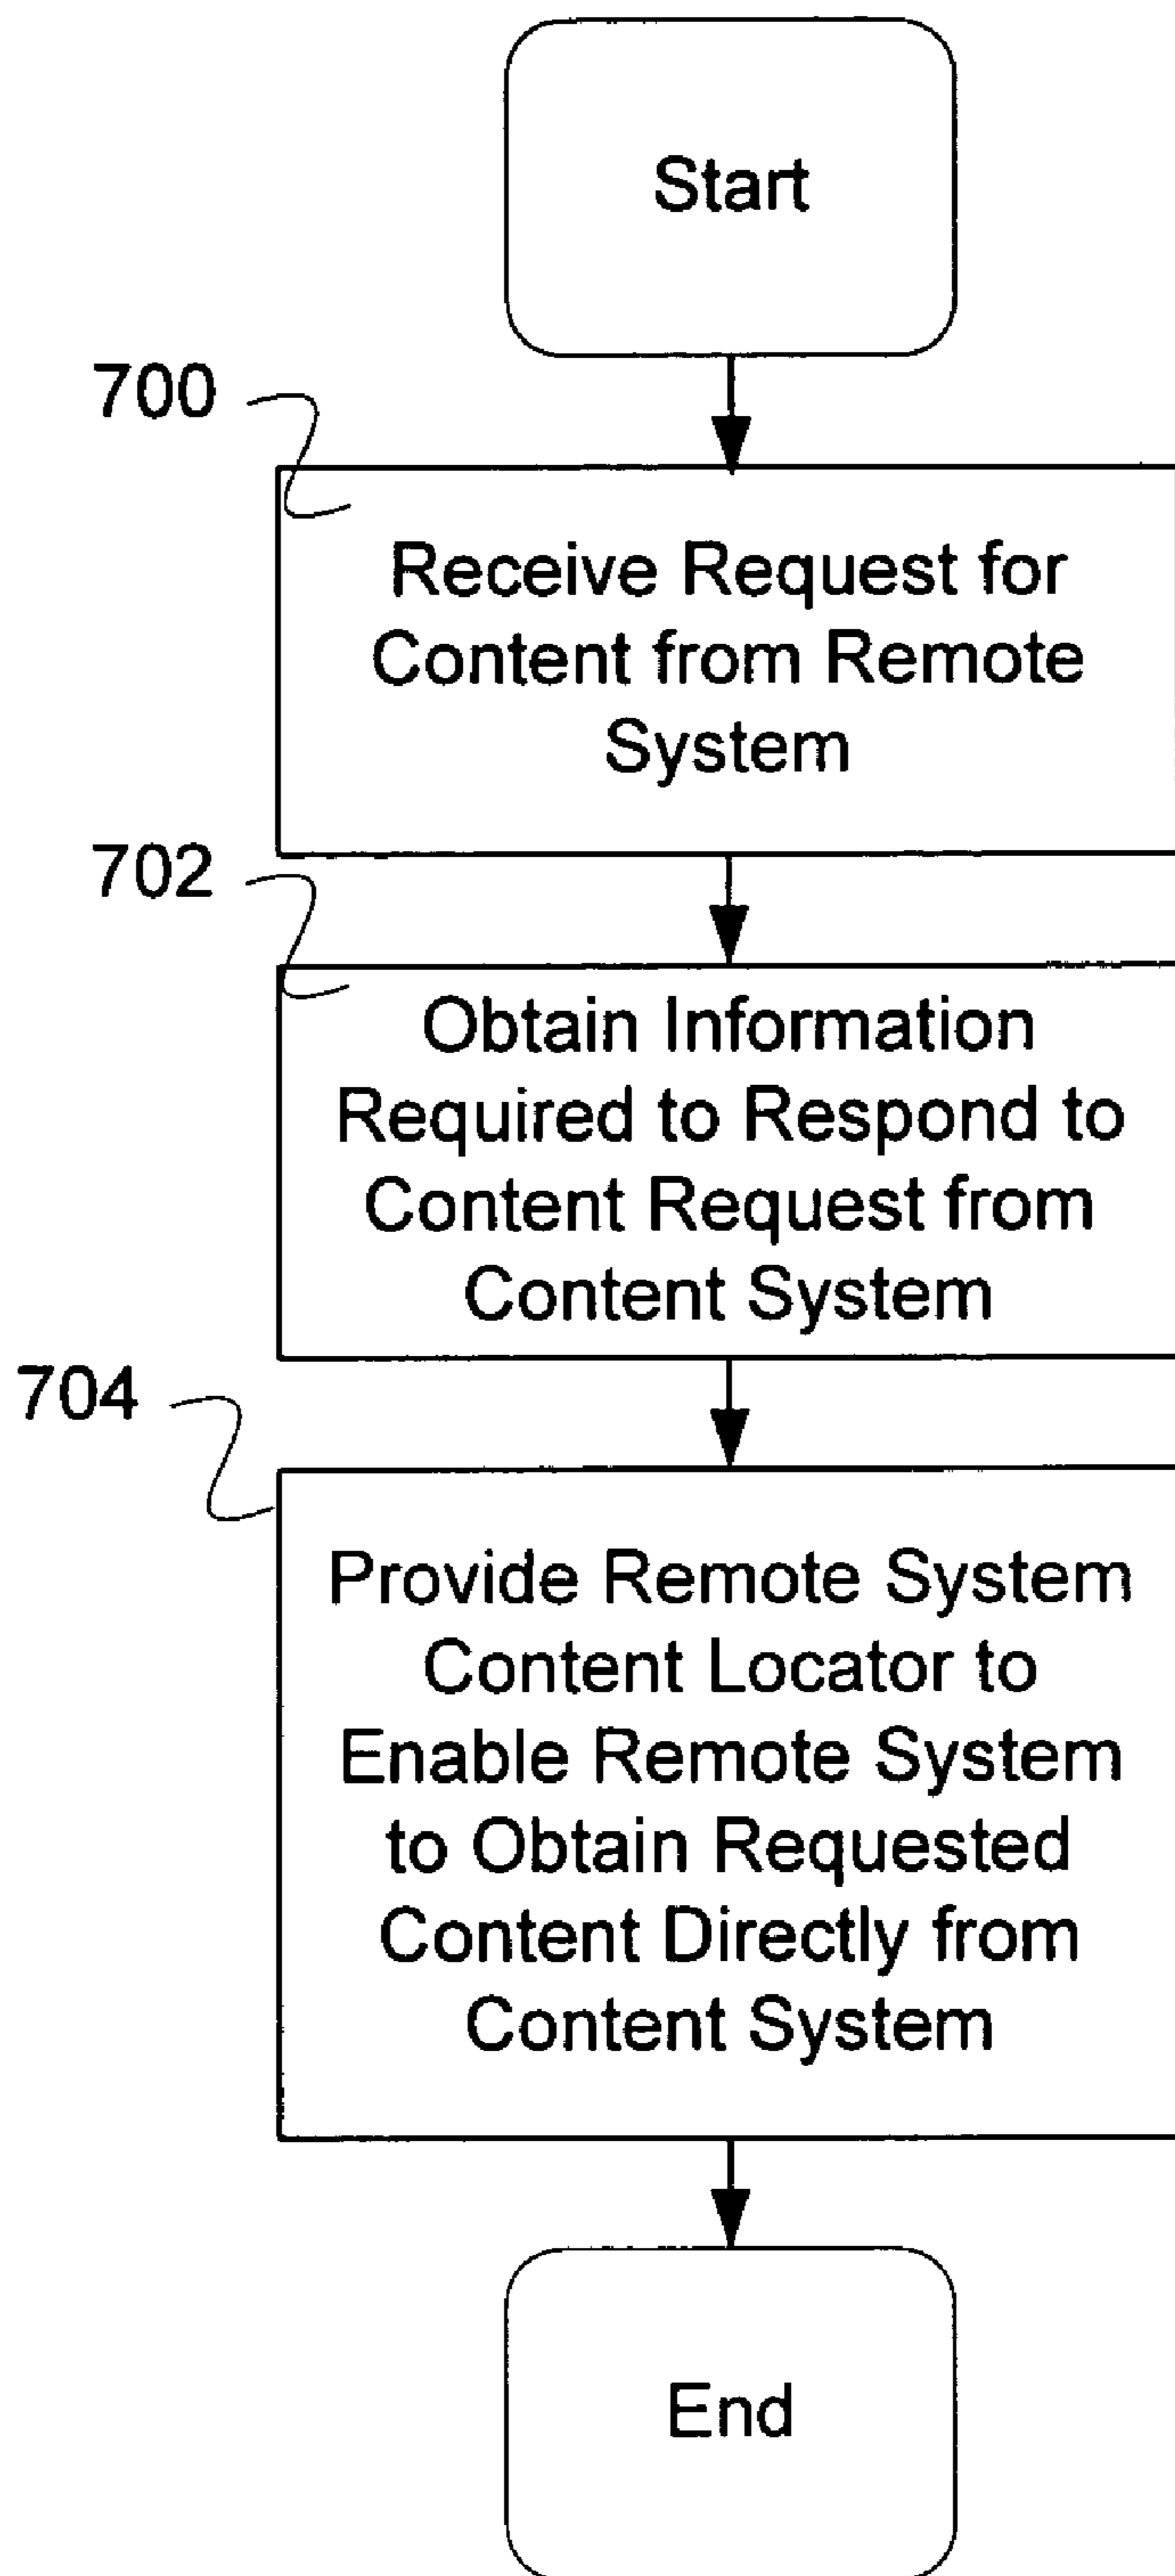 Start
700
Receive Request for
Content from Remote
System
702
Obtain Information
Required to Respond to
Content Request from
Content System
704
Provide Remote System
Content Locator to
Enable Remote System
to Obtain Requested
Content Directly from
Content System
End